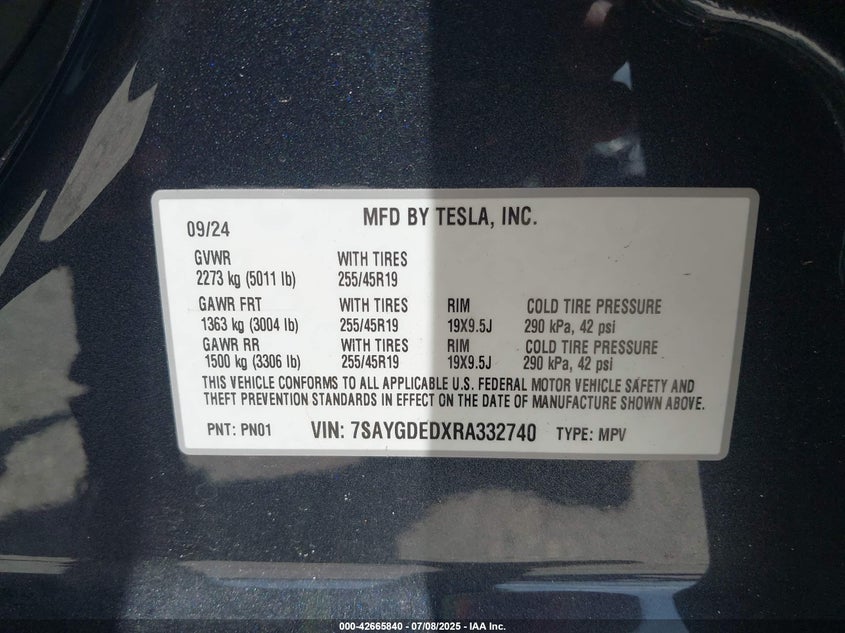 09/24
MFD BY TESLA, INC.
GVWR WITH TIRES
2273 kg (5011 lb) 255/45R19
GAWR FRT WITH TIRES RIM COLD TIRE PRESSURE
1363 kg (3004 lb) 255/45R19 19X9.5J 290 kPa, 42 psi
GAWR RR WITH TIRES RIM COLD TIRE PRESSURE
1500 kg (3306 lb) 255/45R19 19X9.5J 290 kPa, 42 psi
THIS VEHICLE CONFORMS TO ALL APPLICABLE U.S. FEDERAL MOTOR VEHICLE SAFETY AND
THEFT PREVENTION STANDARDS IN EFFECT ON THE DATE OF MANUFACTURE SHOWN ABOVE.
PNT: PN01 VIN: 7SAYGDEDXRA332740 TYPE: MPV
000-42665840 - 07/08/2025 - IAA Inc.